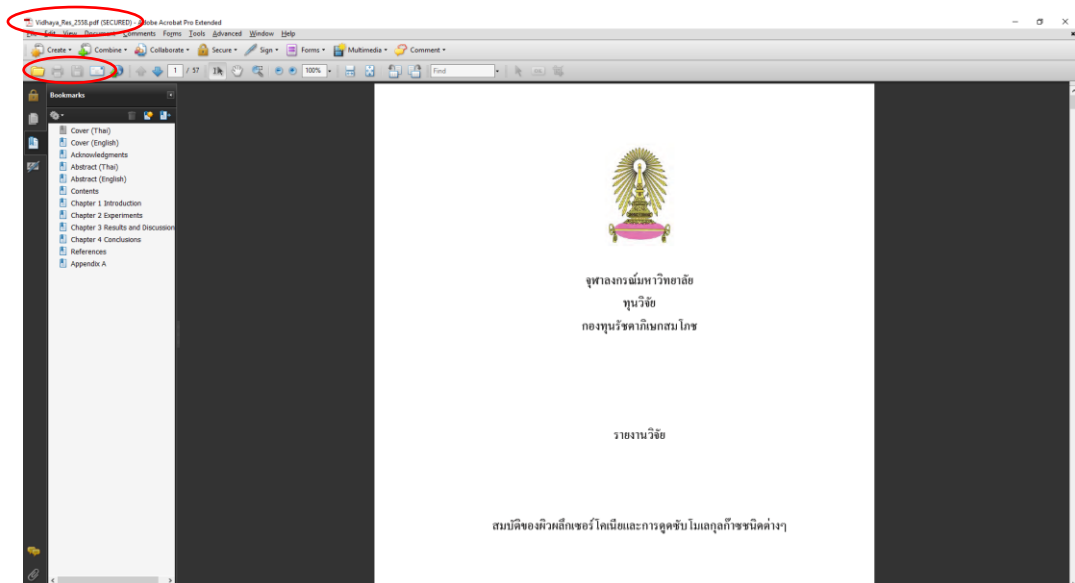 Vidhaya_Res_2558.pdf (SECURED) - Adobe Acrobat Pro Extended
File Edit View Document Comments Forms Tools Advanced Window Help
Create Combine Collaborate Secure Sign Forms Multimedia Comment
1 / 57 100% Find
Bookmarks
Cover (Thai)
Cover (English)
Acknowledgments
Abstract (Thai)
Abstract (English)
Contents
Chapter 1 Introduction
Chapter 2 Experiments
Chapter 3 Results and Discussion
Chapter 4 Conclusions
References
Appendix A
จุฬาลงกรณ์มหาวิทยาลัย
ทุนวิจัย
กองทุนรัชดาภิเษกสมโภช
รายงานวิจัย
สมบัติของผิวผลึกเซอร์โคเนียและการดูดซับโมเลกุลก๊าซชนิดต่างๆ